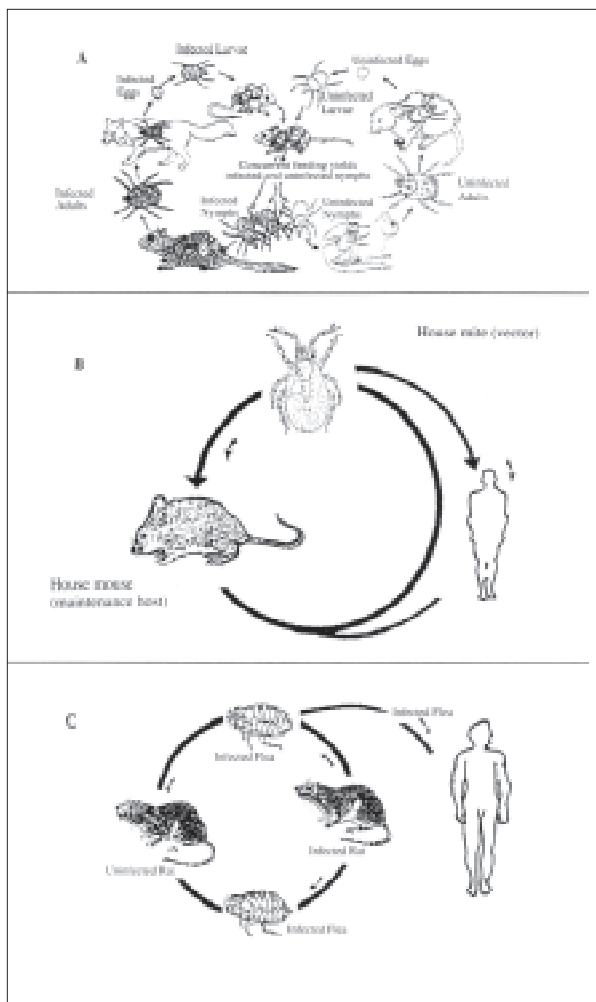 A
Infected Larvae
Uninfected Eggs
Infected
Eggs
Uninfected
Larvae
Concurrent feeding yields
infected and uninfected nymphs
Infected
Adults
Infected
Nymphs
Uninfected
Nymphs
Uninfected
Adults
B
House mite (vector)
House mouse
(maintenance host)
C
Infected Flea
Infected Flea
Uninfected Rat
Infected Rat
Infected Flea